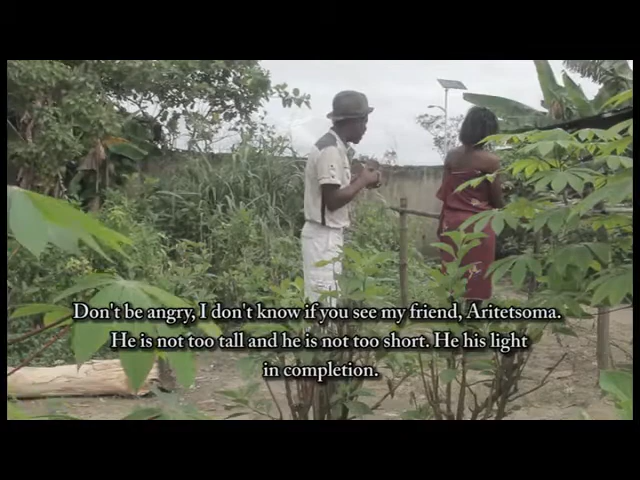 Don't be angry, I don't know if you see my friend, Aritetsoma.
He is not too tall and he is not too short. He his light
in completion.